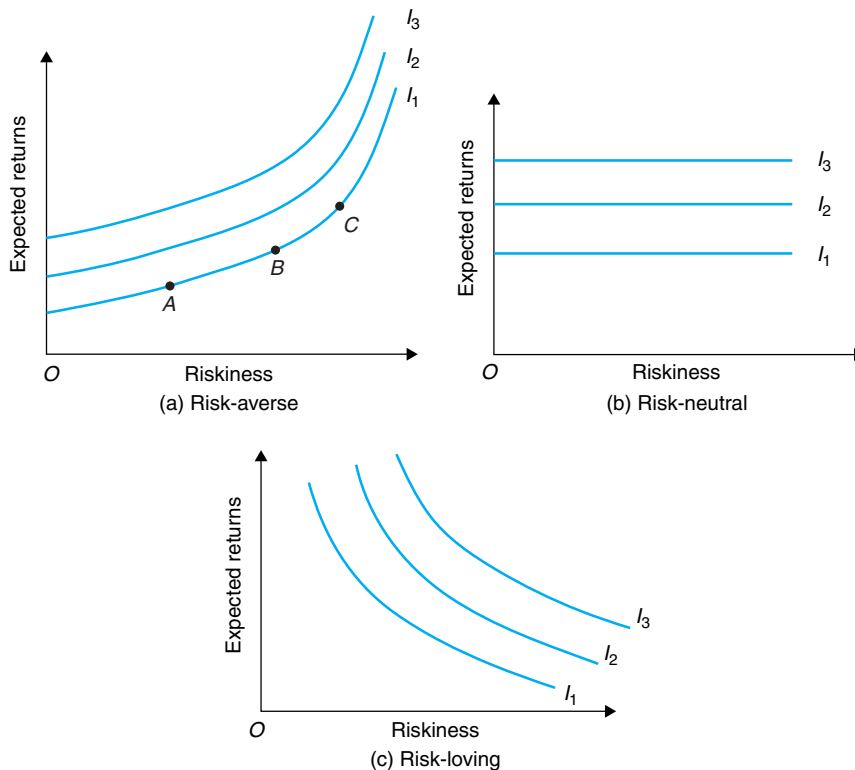 Expected returns
I3
I2
I1
A
B
C
O
Riskiness
(a) Risk-averse
Expected returns
I3
I2
I1
O
Riskiness
(b) Risk-neutral
Expected returns
I3
I2
I1
O
Riskiness
(c) Risk-loving